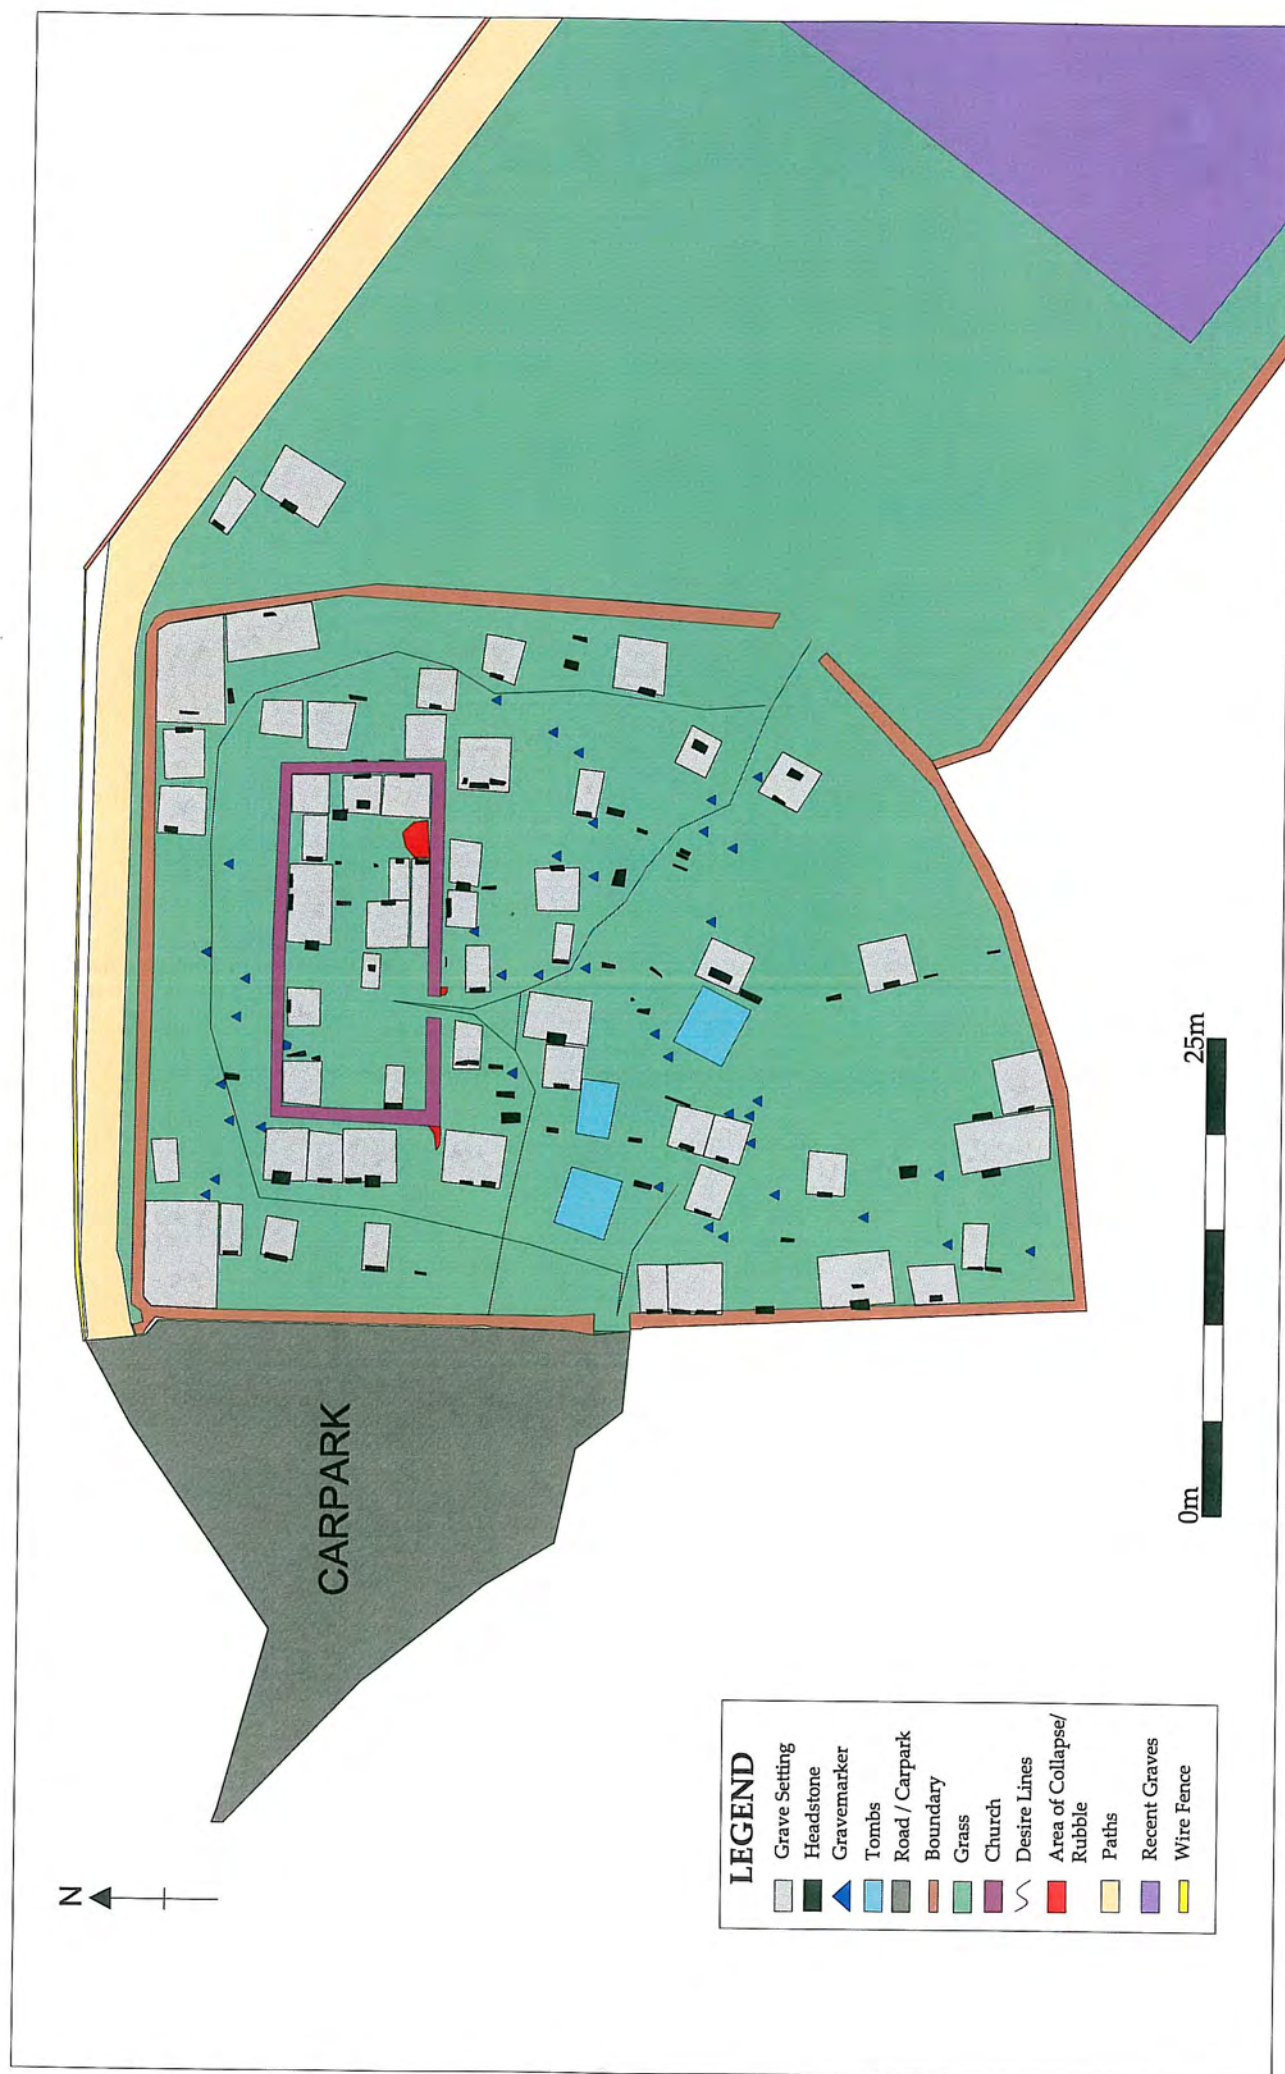 N
CARPARK
LEGEND
Grave Setting
Headstone
Gravemarker
Tombs
Road / Carpark
Boundary
Grass
Church
Desire Lines
Area of Collapse/
Rubble
Paths
Recent Graves
Wire Fence
0m
25m